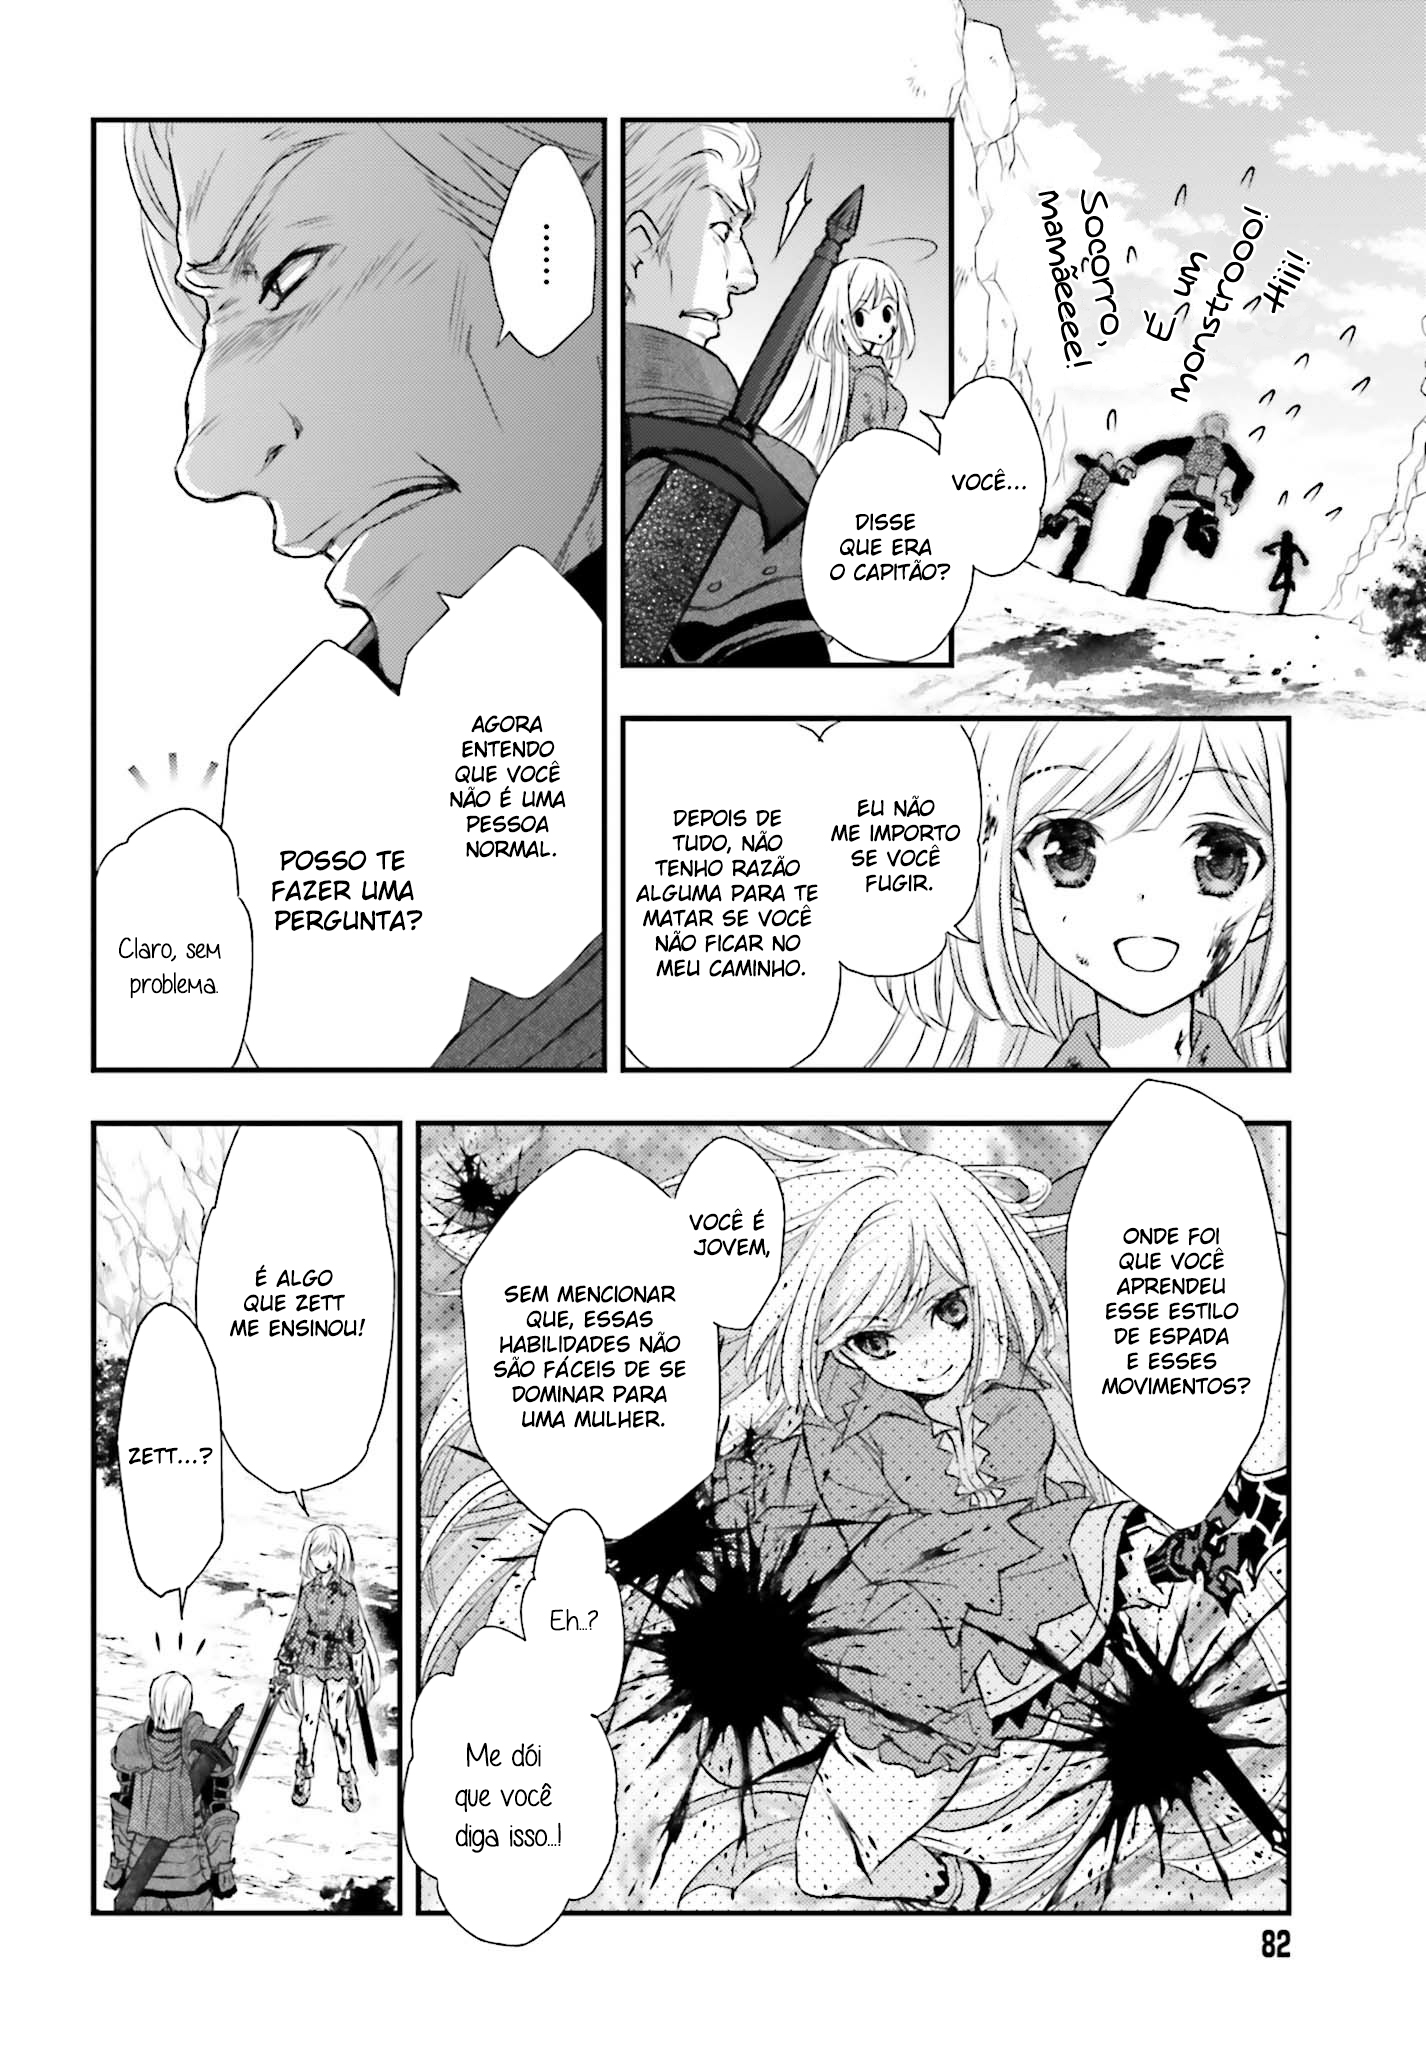 Hiii!
É um
monstrooo!
Socorro,
mamãeeee!
VOCÊ...
DISSE
QUE ERA
O CAPITÃO?
......
EU NÃO
ME IMPORTO
SE VOCÊ
FUGIR.
DEPOIS DE
TUDO, NÃO
TENHO RAZÃO
ALGUMA PARA TE
MATAR SE VOCÊ
NÃO FICAR NO
MEU CAMINHO.
AGORA
ENTENDO
QUE VOCÊ
NÃO É UMA
PESSOA
NORMAL.
POSSO TE
FAZER UMA
PERGUNTA?
Claro, sem
problema.
ONDE FOI
QUE VOCÊ
APRENDEU
ESSE ESTILO
DE ESPADA
E ESSES
MOVIMENTOS?
VOCÊ É
JOVEM,
SEM MENCIONAR
QUE, ESSAS
HABILIDADES NÃO
SÃO FÁCEIS DE SE
DOMINAR PARA
UMA MULHER.
Eh...?
Me dói
que você
diga isso...!
É ALGO
QUE ZETT
ME ENSINOU!
ZETT...?
82